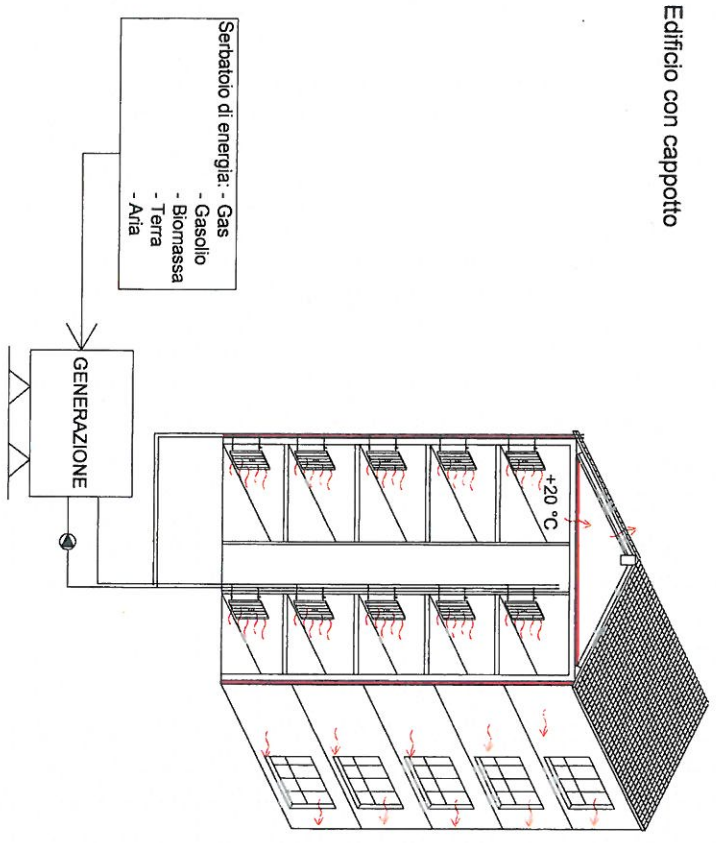 Edificio con cappotto
Serbatoio di energia: - Gas
- Gasolio
- Biomassa
- Terra
- Aria
GENERAZIONE
+20 °C